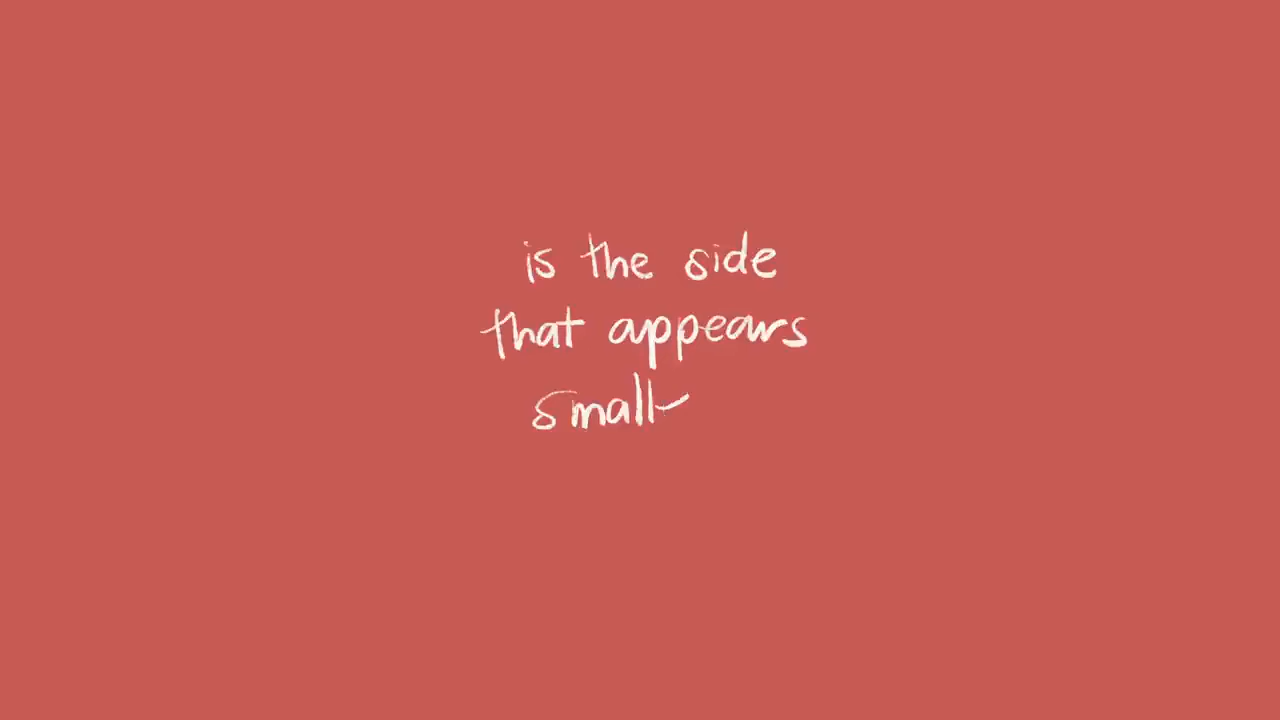 is the side
that appears
small